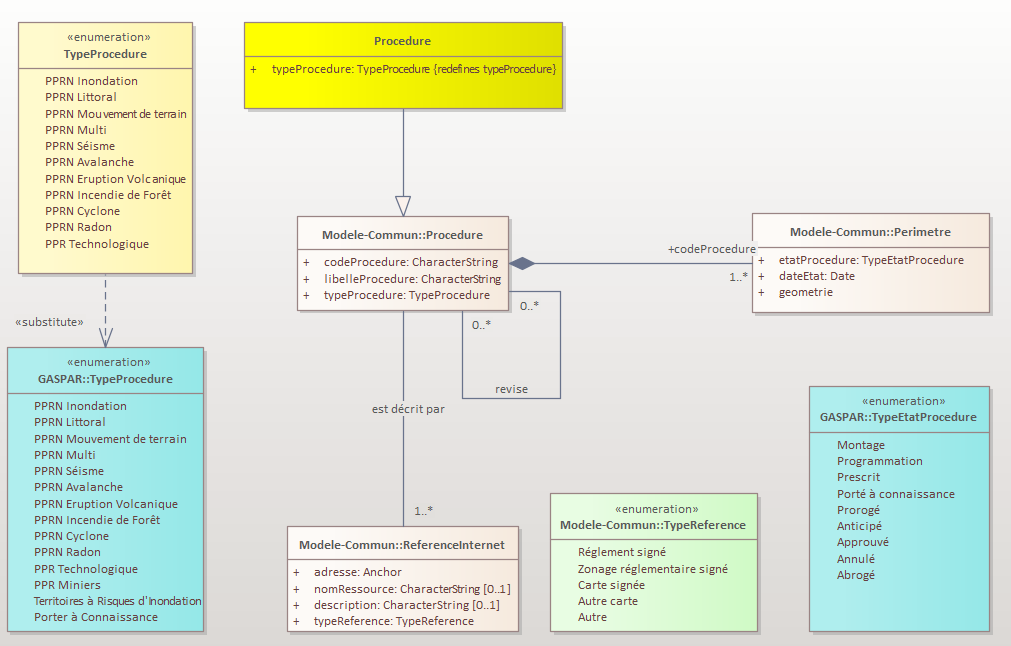 «enumeration»
TypeProcedure
PPRN Inondation
PPRN Littoral
PPRN Mouvement de terrain
PPRN Multi
PPRN Séisme
PPRN Avalanche
PPRN Eruption Volcanique
PPRN Incendie de Forêt
PPRN Cyclone
PPRN Radon
PPR Technologique
Procedure
+ typeProcedure: TypeProcedure {redefines typeProcedure}
«substitute»
«enumeration»
GASPAR::TypeProcedure
PPRN Inondation
PPRN Littoral
PPRN Mouvement de terrain
PPRN Multi
PPRN Séisme
PPRN Avalanche
PPRN Eruption Volcanique
PPRN Incendie de Forêt
PPRN Cyclone
PPRN Radon
PPR Technologique
PPR Miniers
Territoires à Risques d'Inondation
Porter à Connaissance
Modele-Commun::Procedure
+ codeProcedure: CharacterString
+ libelleProcedure: CharacterString
+ typeProcedure: TypeProcedure
+codeProcedure
1..*
Modele-Commun::Perimetre
+ etatProcedure: TypeEtatProcedure
+ dateEtat: Date
+ geometrie
0..*
0..*
revise
est décrit par
1..*
Modele-Commun::ReferenceInternet
+ adresse: Anchor
+ nomRessource: CharacterString [0..1]
+ description: CharacterString [0..1]
+ typeReference: TypeReference
«enumeration»
Modele-Commun::TypeReference
Réglement signé
Zonage réglementaire signé
Carte signée
Autre carte
Autre
«enumeration»
GASPAR::TypeEtatProcedure
Montage
Programmation
Prescrit
Porté à connaissance
Prorogé
Anticipé
Approuvé
Annulé
Abrogé